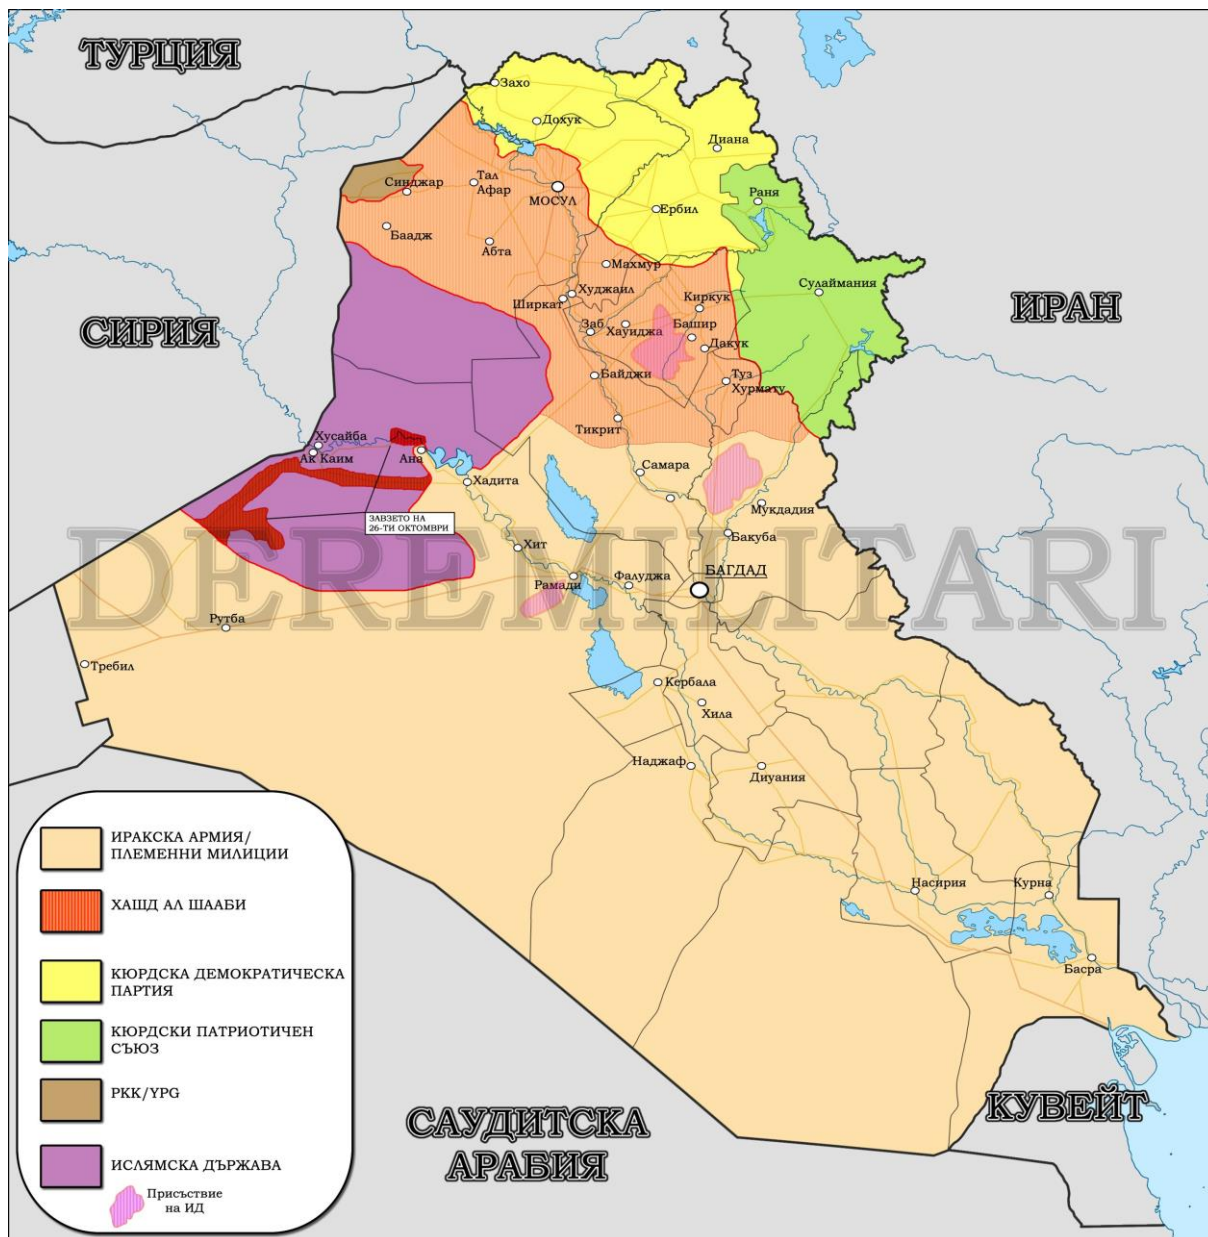 ТУРЦИЯ
СИРИЯ
ИРАН
Захо
Дохук
Диана
Синджар
Тал
Афар
МОСУЛ
Раня
Ербил
Баадж
Абта
Махмур
Сулаймания
Худжаил
Ширкат
Киркук
Заб
Хауиджа
Башир
Дакук
Байджи
Туз
Хурмату
Тикрит
Хусайба
Ак Каим
Ана
Хадита
Самара
Мукдадия
ЗАВЗЕТО НА
26-ТИ ОКТОМВРИ
DEREMILITARI
Хит
Бакуба
Рамади
Фалуджа
БАГДАД
Рутба
Требил
Кербала
Хила
Наджаф
Диуания
Насирия
Курна
Басра
САУДИТСКА
АРАБИЯ
КУВЕЙТ
ИРАКСКА АРМИЯ/
ПЛЕМЕННИ МИЛИЦИИ
ХАШД АЛ ШААБИ
КЮРДСКА ДЕМОКРАТИЧЕСКА
ПАРТИЯ
КЮРДСКИ ПАТРИОТИЧЕН
СЪЮЗ
PKK/YPG
ИСЛЯМСКА ДЪРЖАВА
Присъствие
на ИД